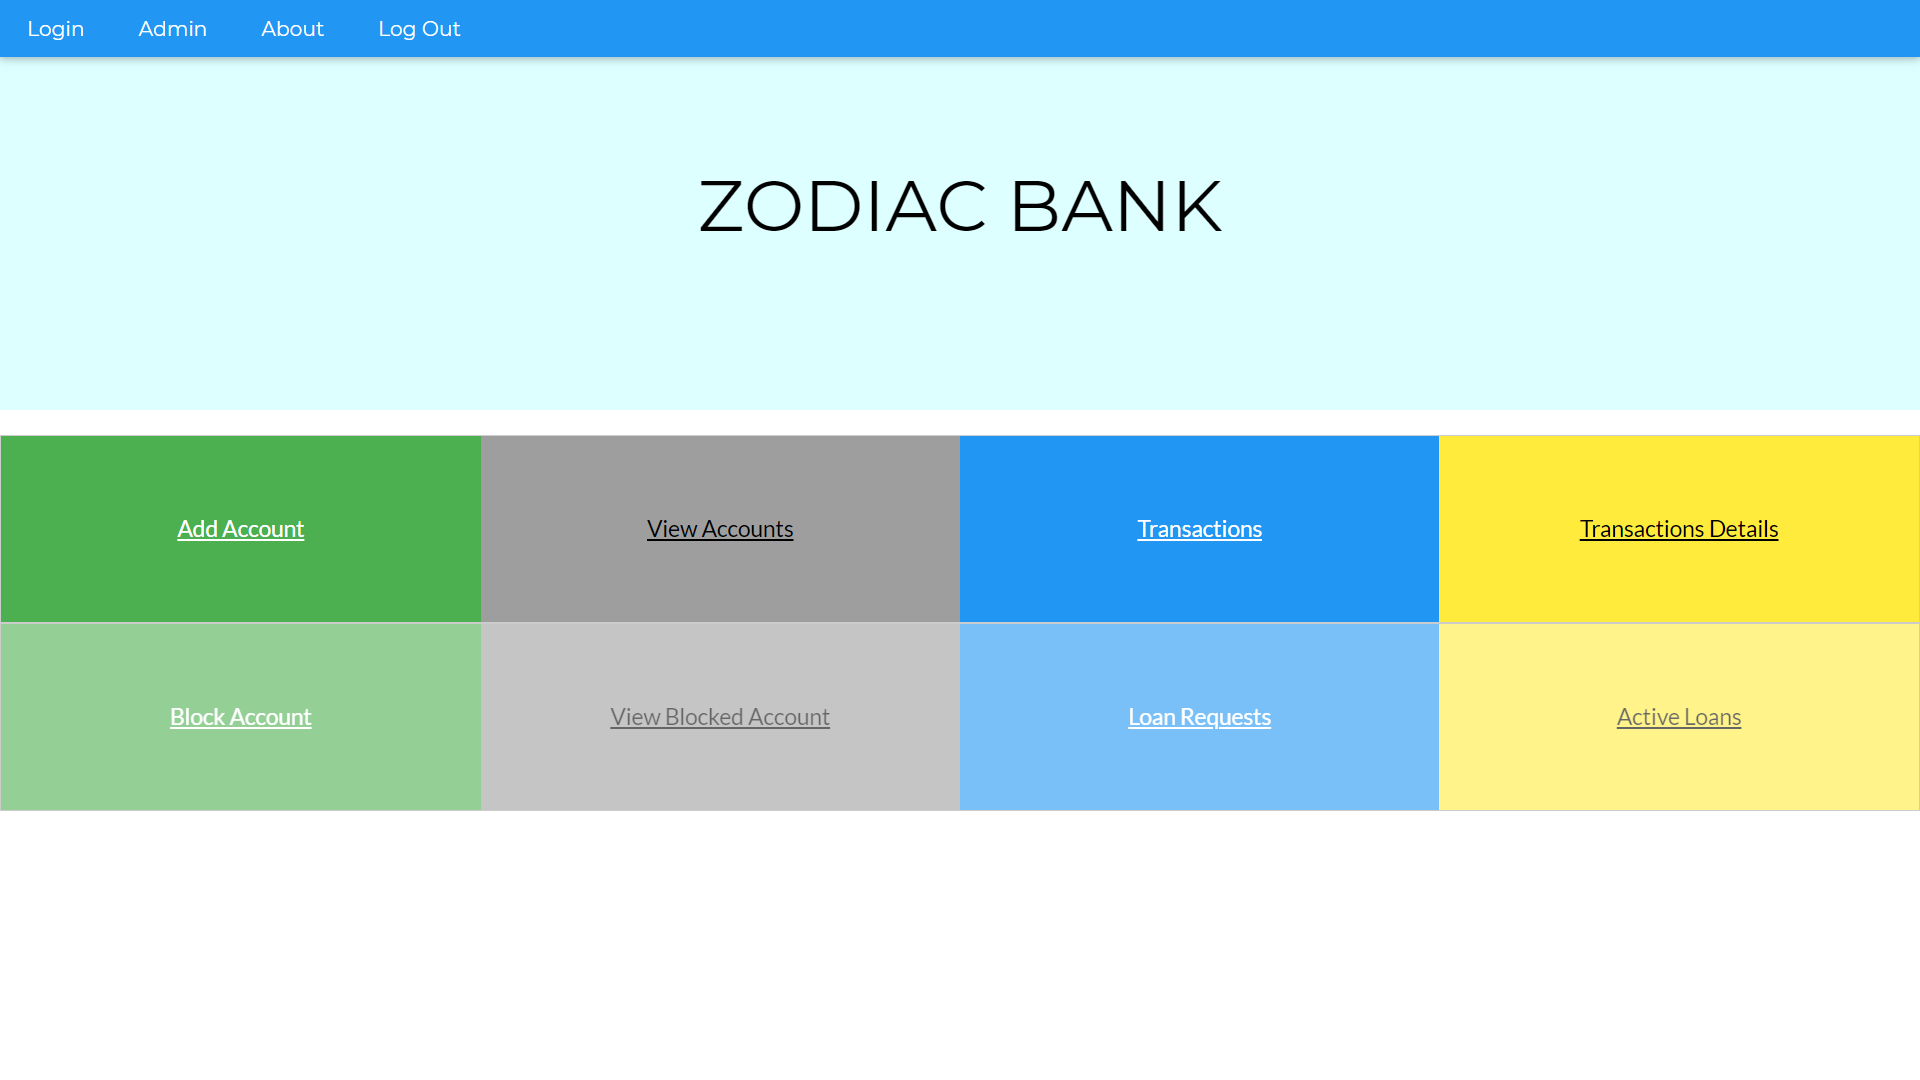 Login Admin About Log Out
ZODIAC BANK
Add Account View Accounts Transactions Transactions Details
Block Account View Blocked Account Loan Requests Active Loans